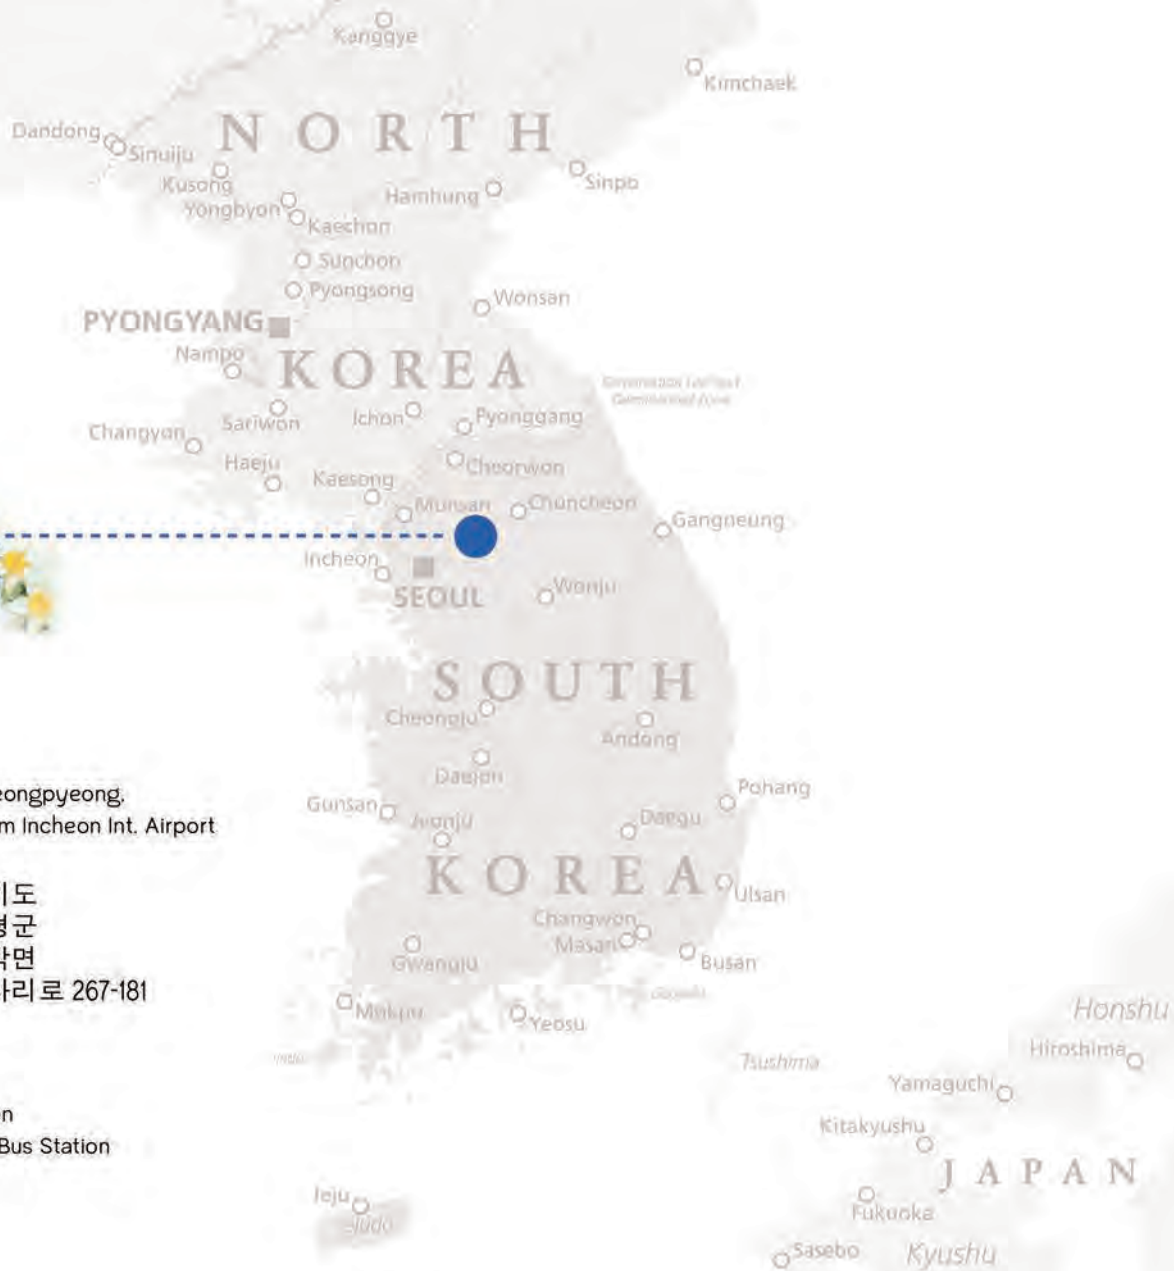 Kanggye
Kimchaek
Dandong
Sinuiju
NORTH
Kusong
Sinpo
Hamhung
Yongbyon
Kaechon
Sunchon
Pyongsong
Wonsan
PYONGYANG
Nampo
KOREA
Sariwon
Ichon
Pyonggang
Changyon
Haeju
Cheorwon
Kaesong
Munsan
Chuncheon
Gangneung
Incheon
SEOUL
Wonju
SOUTH
Cheongju
Andong
Daejon
Pohang
eongpyeong,
Gunsan
Jeonju
Daegu
m Incheon Int. Airport
KOREA
Ulsan
기도
평군
악면
사리로 267-181
Changwon
Masan
Gwangju
Busan
Mokpo
Yeosu
Honshu
Hiroshima
Tsushima
Yamaguchi
Kitakyushu
n
Bus Station
JAPAN
Jeju
Fukuoka
Sasebo
Kyushu